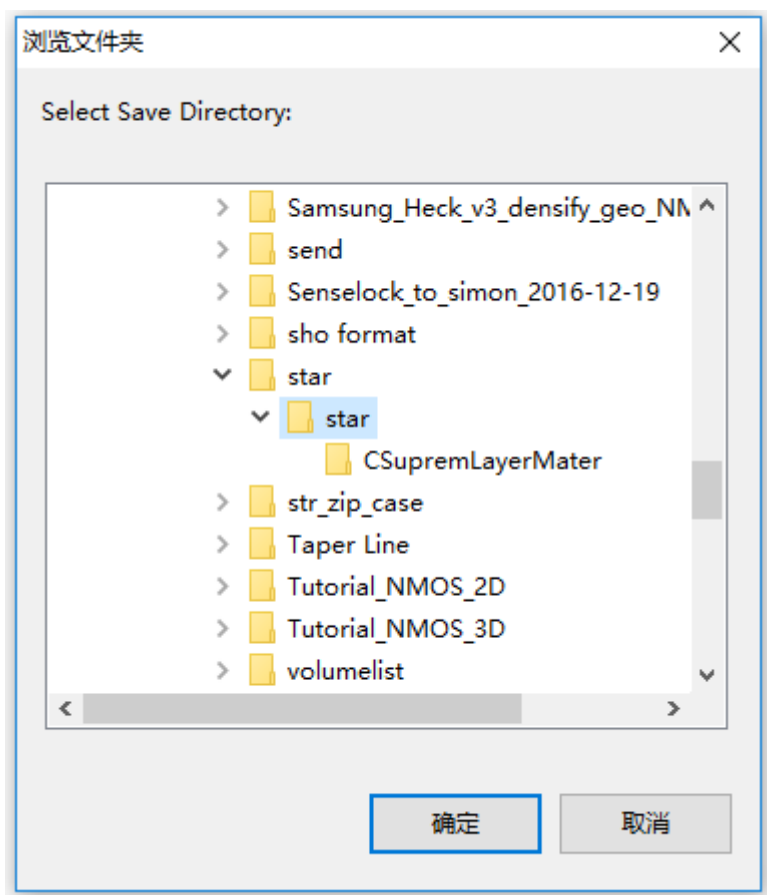 浏览文件夹
Select Save Directory:
Samsung_Heck_v3_densify_geo_NM
send
Senselock_to_simon_2016-12-19
sho format
star
star
CSupremLayerMater
str_zip_case
Taper Line
Tutorial_NMOS_2D
Tutorial_NMOS_3D
volumelist
确定 取消